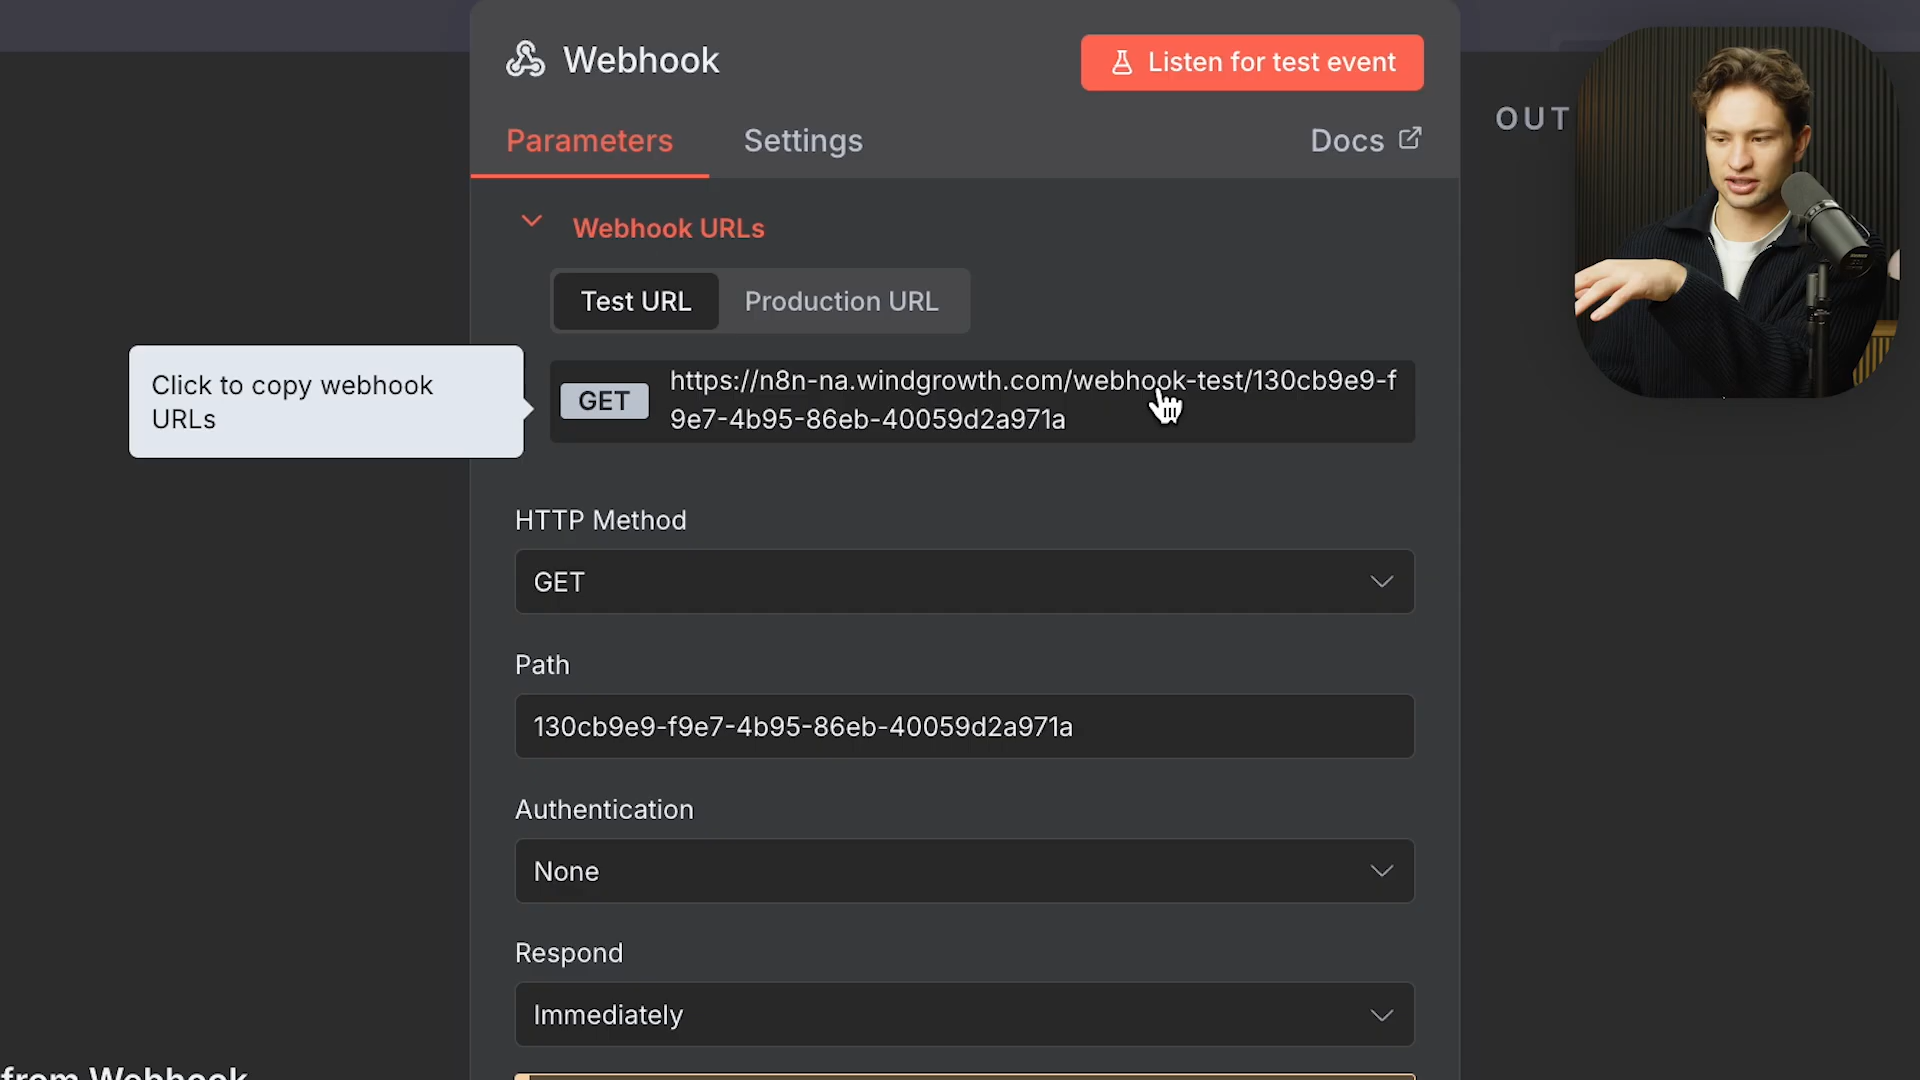 Webhook
Listen for test event
Parameters
Settings
Docs
OUT
Webhook URLs
Test URL
Production URL
Click to copy webhook
URLs
GET
https://n8n-na.windgrowth.com/webhook-test/130cb9e9-f
9e7-4b95-86eb-40059d2a971a
HTTP Method
GET
Path
130cb9e9-f9e7-4b95-86eb-40059d2a971a
Authentication
None
Respond
Immediately
from Webhook